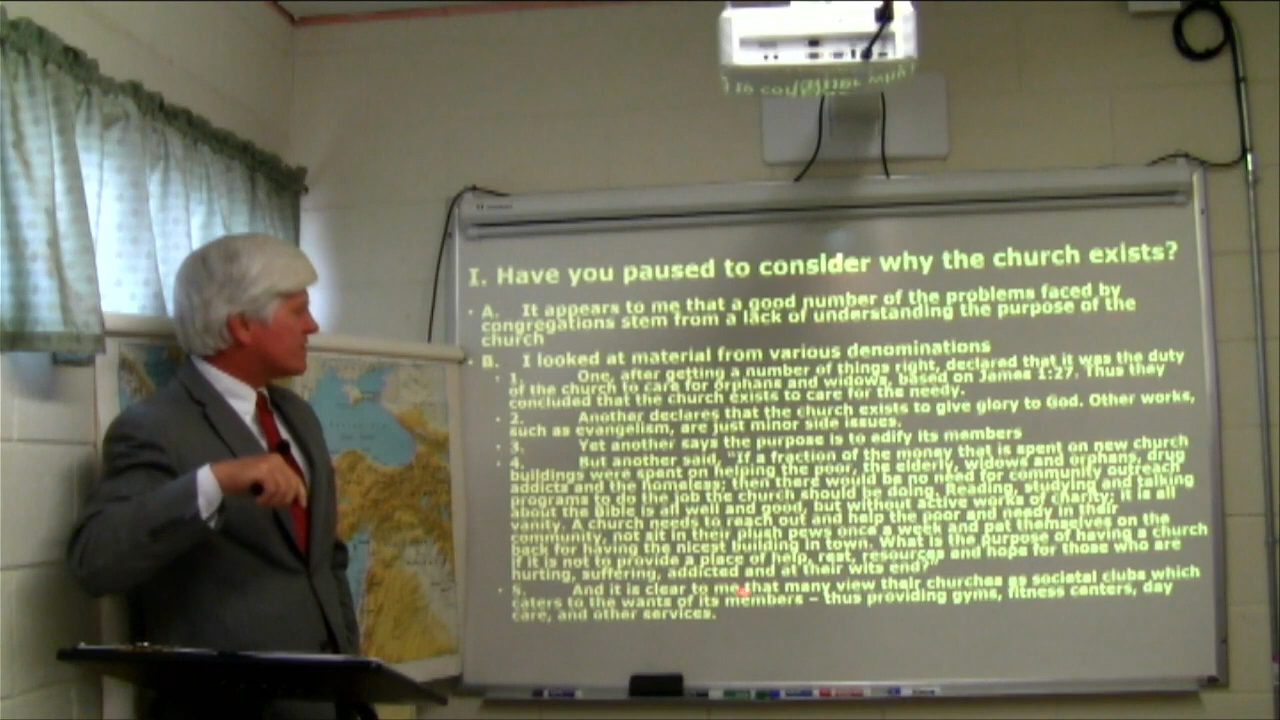 I. Have you paused to consider why the church exists?
• A. It appears to me that a good number of the problems faced by
congregations stem from a lack of understanding the purpose of the
church
• B. I looked at material from various denominations
• 1. One, after getting a number of things right, declared that it was the duty
of the church to care for orphans and widows, based on James 1:27. Thus they
concluded that the church exists to care for the needy.
• 2. Another declares that the church exists to give glory to God. Other works,
such as evangelism, are just minor side issues.
• 3. Yet another says the purpose is to edify its members
• 4. But another said, "If a fraction of the money that is spent on new church
buildings were spent on helping the poor, the elderly, widows and orphans, drug
addicts and the homeless; then there would be no need for community outreach
programs to do the job the church should be doing. Reading, studying and talking
about the Bible is all well and good, but without active works of charity; it is all
vanity. A church needs to reach out and help the poor and needy in their
community, not sit in their plush pews once a week and pat themselves on the
back for having the nicest building in town. What is the purpose of having a church
if it is not to provide a place of help, rest, resources and hope for those who are
hurting, suffering, addicted and at their wits end?"
• 5. And it is clear to me that many view their churches as societal clubs which
caters to the wants of its members – thus providing gyms, fitness centers, day
care, and other services.